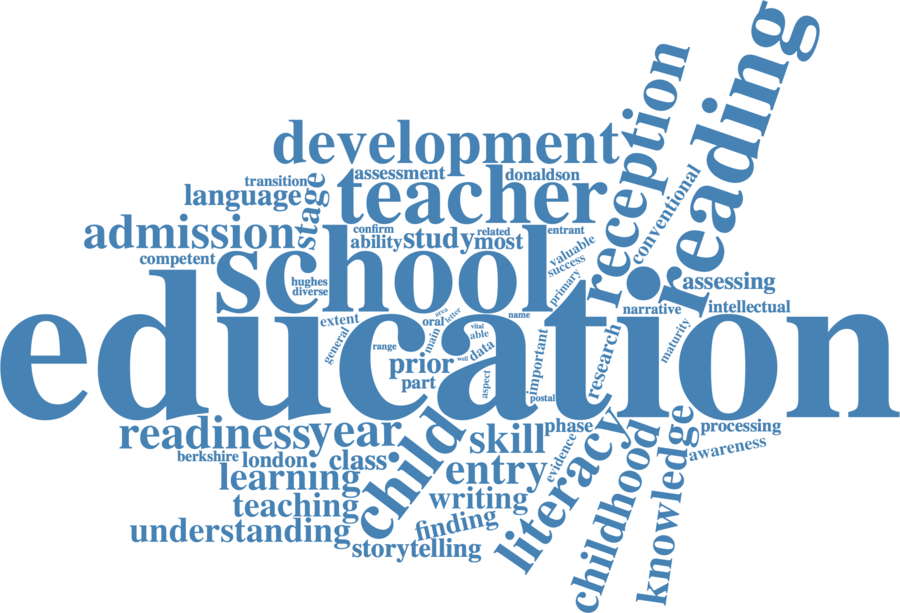 reading
reception
development
teacher
assessment
donaldson
transition
language
stage
conventional
admission
confirm
ability
study
related
most
entrant
valuable
success
competent
school
primary
assessing
hughes
diverse
narrative
intellectual
education
extent
general
oral
area
letter
main
name
vital
able
range
data
well
prior
part
aspect
important
postal
research
maturity
readiness
year
child
skill
phase
literacy
processing
awareness
berkshire
london
class
learning
entry
evidence
childhood
knowledge
teaching
writing
understanding
finding
storytelling